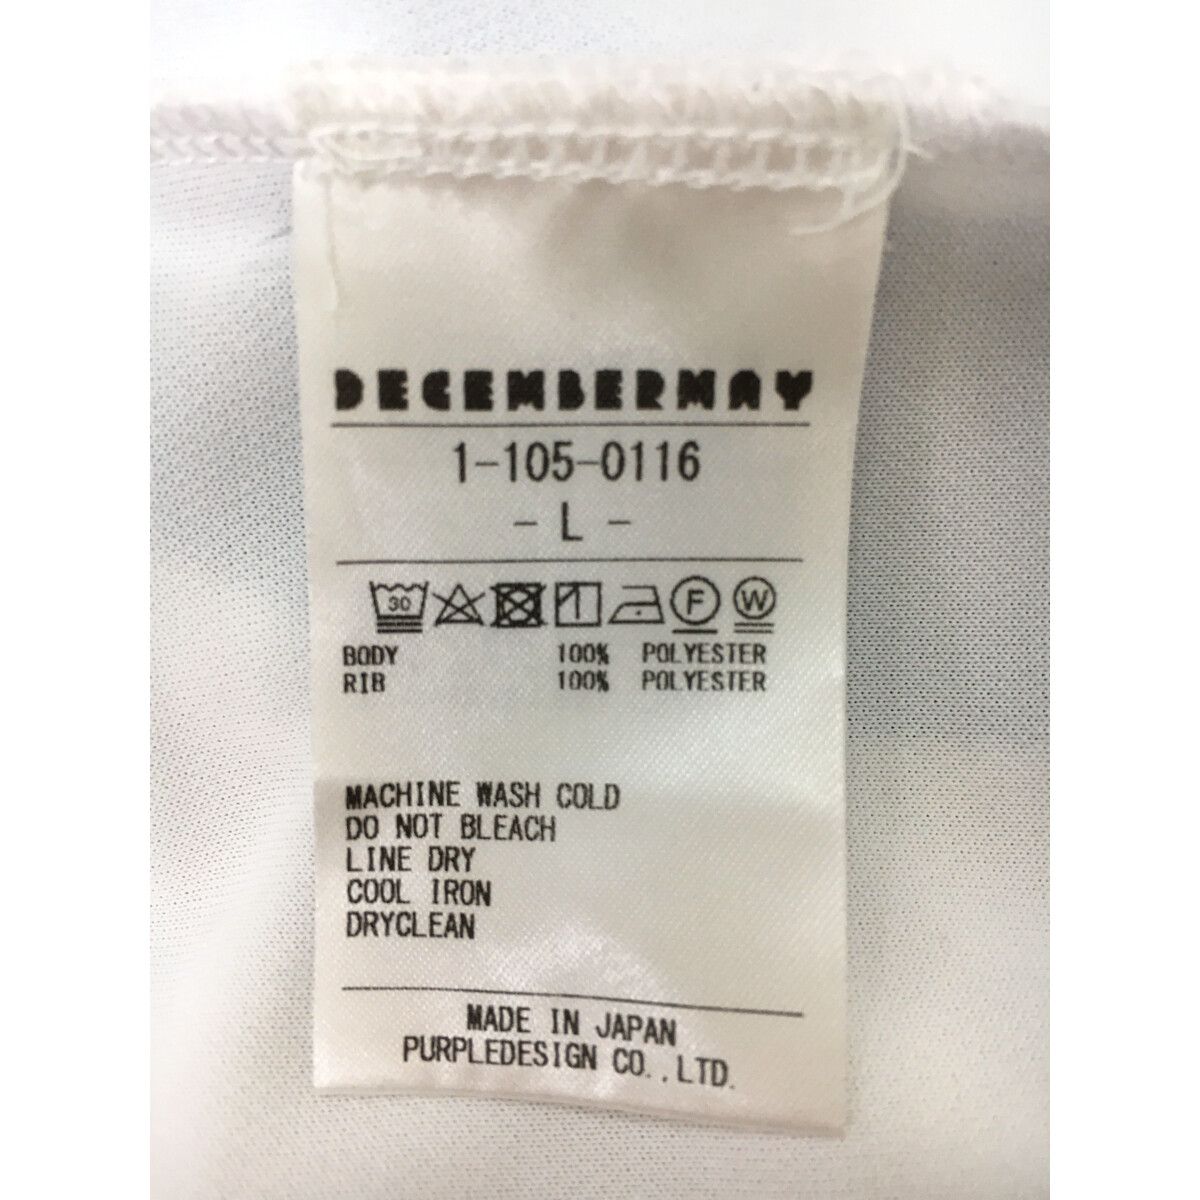 DECEMBERMAY
1-105-0116
- L -
30 F W
BODY 100% POLYESTER
RIB 100% POLYESTER
MACHINE WASH COLD
DO NOT BLEACH
LINE DRY
COOL IRON
DRYCLEAN
MADE IN JAPAN
PURPLEDESIGN CO.,LTD.